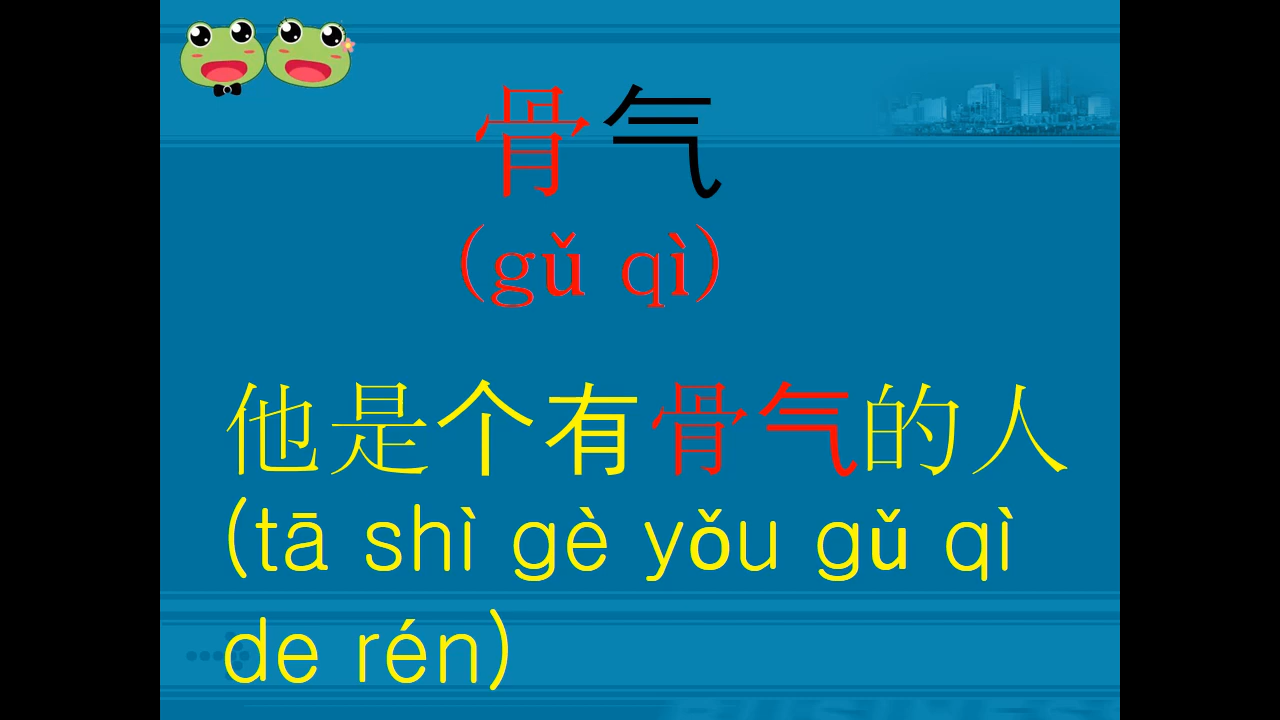 骨气
(gǔ qì)
他是个有骨气的人
(tā shì gè yǒu gǔ qì
de rén)